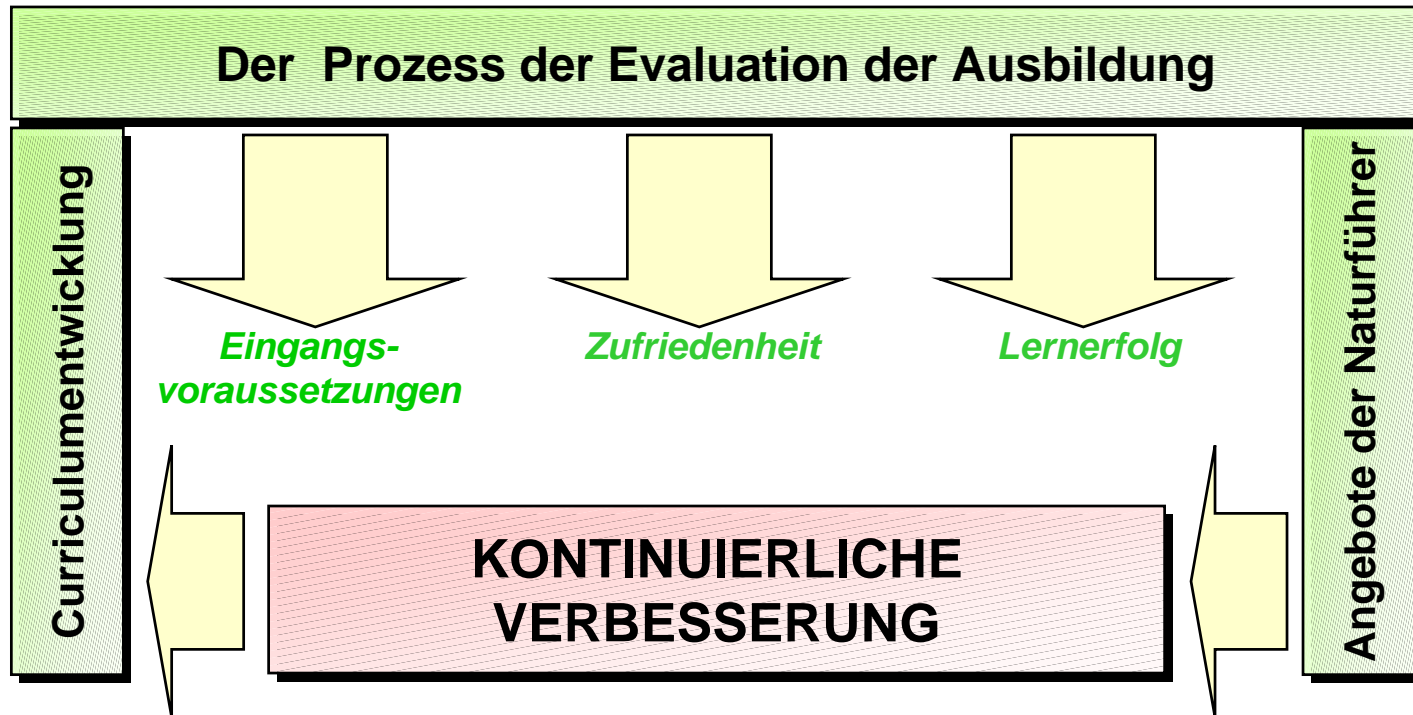 Der Prozess der Evaluation der Ausbildung
Curriculumentwicklung
Eingangs-
voraussetzungen
Zufriedenheit
Lernerfolg
Angebote der Naturführer
KONTINUIERLICHE
VERBESSERUNG